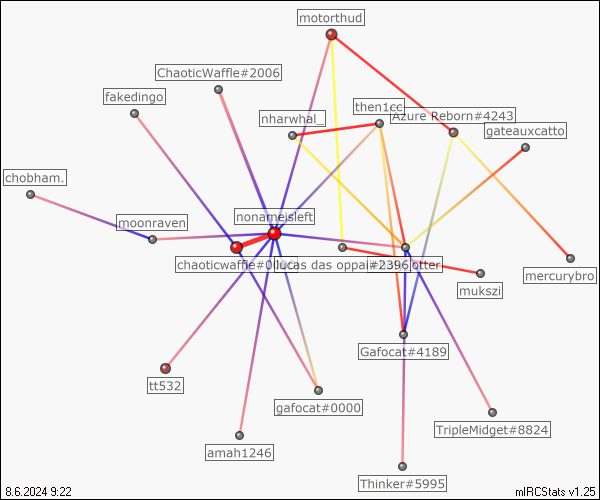 motorthud
ChaoticWaffle#2006
fakedingo
then1cc
nharwhal_
Azure Reborn#4243
gateauxcatto
chobham.
moonraven
nonameisleft
chaoticwaffle#0
lucas das oppai#2396
otter
mercurybro
mukszi
Gafocat#4189
tt532
gafocat#0000
TripleMidget#8824
amah1246
Thinker#5995
8.6.2024 9:22
mIRCStats v1.25